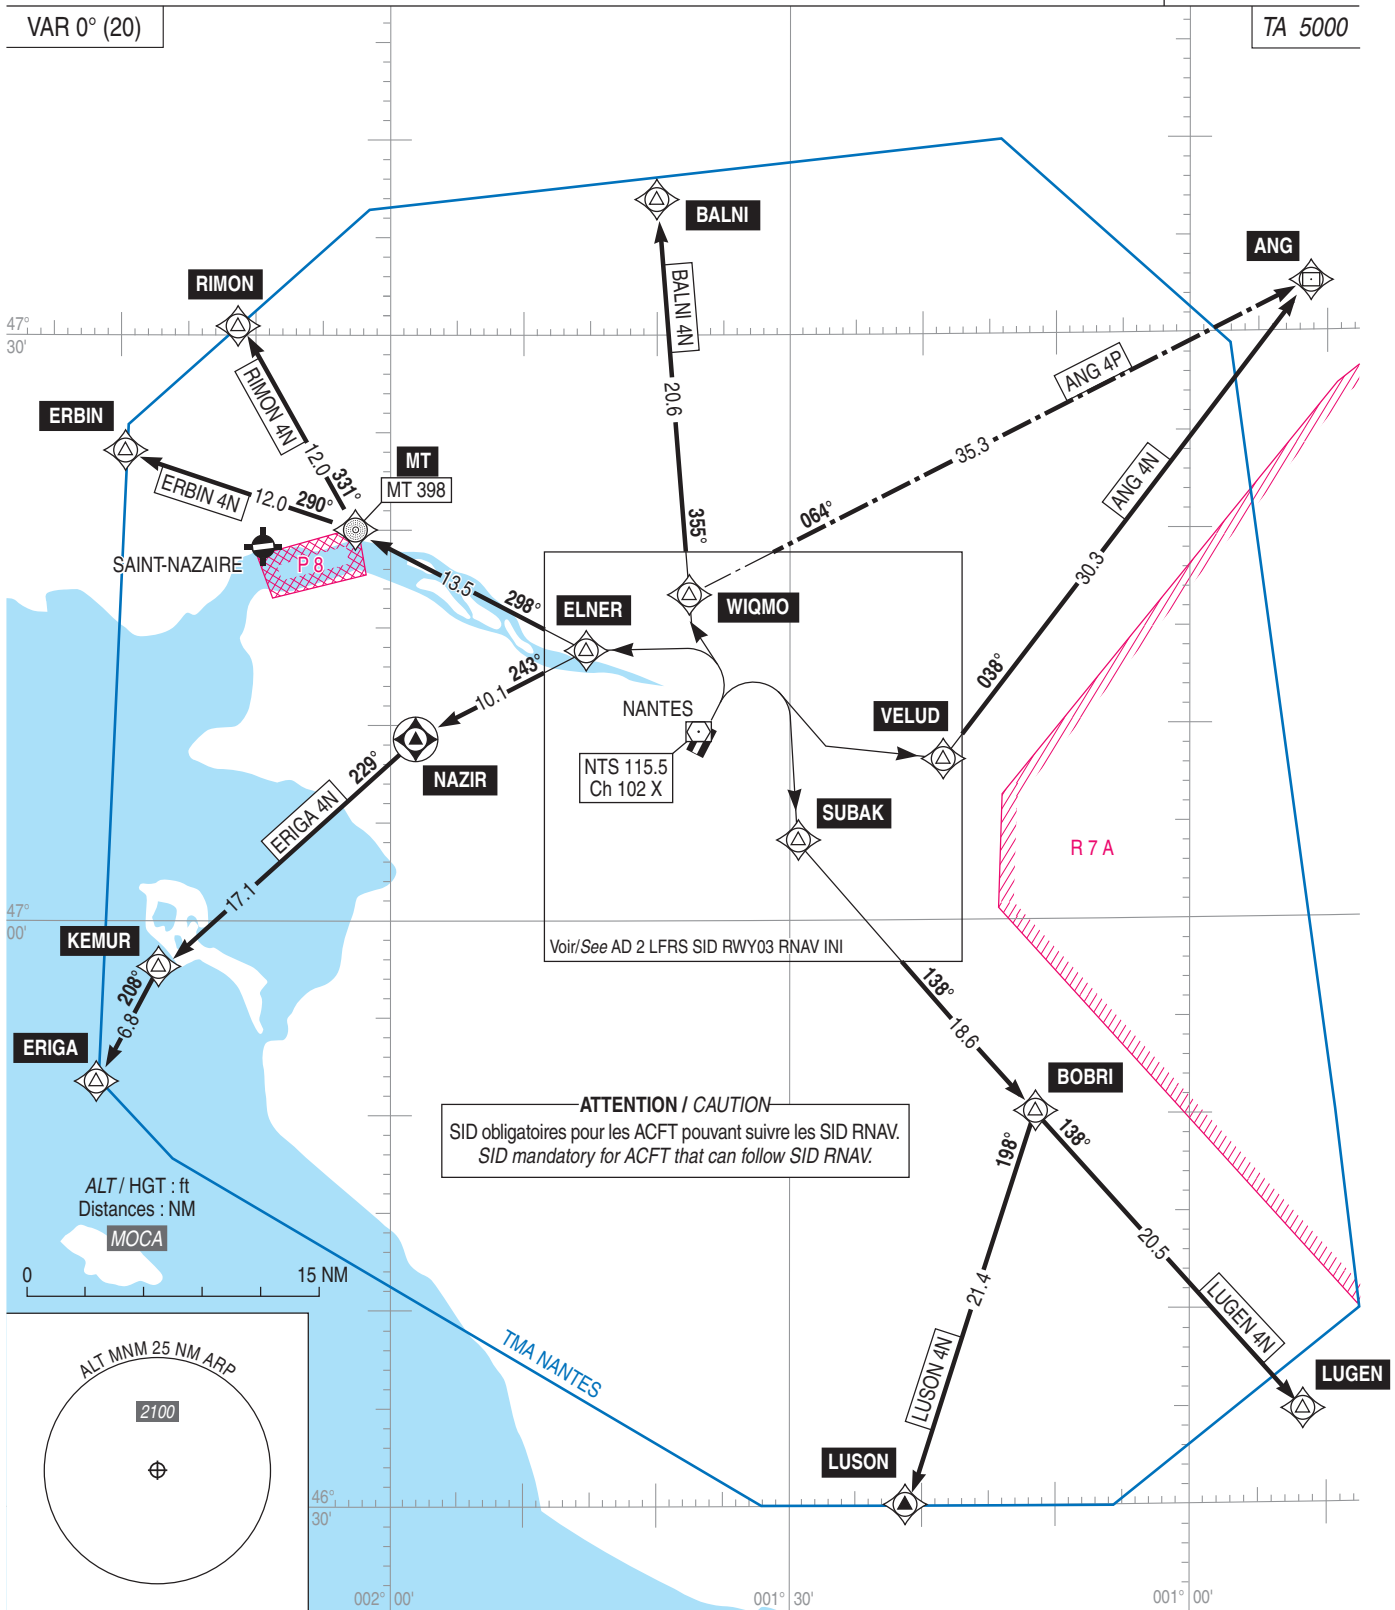 VAR 0° (20)
TA 5000
BALNI
ANG
RIMON
47°
30'
BALNI 4N
ANG 4P
RIMON 4N
20.6
ERBIN
35.3
12.0
331°
MT
MT 398
ERBIN 4N
12.0
290°
ANG 4N
355°
064°
SAINT-NAZAIRE
P 8
30.3
13.5
298°
ELNER
WIQMO
243°
10.1
038°
NANTES
VELUD
229°
NAZIR
NTS 115.5
Ch 102 X
SUBAK
ERIGA 4N
R 7 A
17.1
47°
00'
KEMUR
Voir/See AD 2 LFRS SID RWY03 RNAV INI
208°
138°
6.8
18.6
ERIGA
BOBRI
ATTENTION / CAUTION
SID obligatoires pour les ACFT pouvant suivre les SID RNAV.
SID mandatory for ACFT that can follow SID RNAV.
198°
138°
ALT / HGT : ft
Distances : NM
MOCA
20.5
0
15 NM
21.4
LUGEN 4N
TMA NANTES
ALT MNM 25 NM ARP
LUSON 4N
LUGEN
2100
LUSON
46°
30'
002° 00'
001° 30'
001° 00'